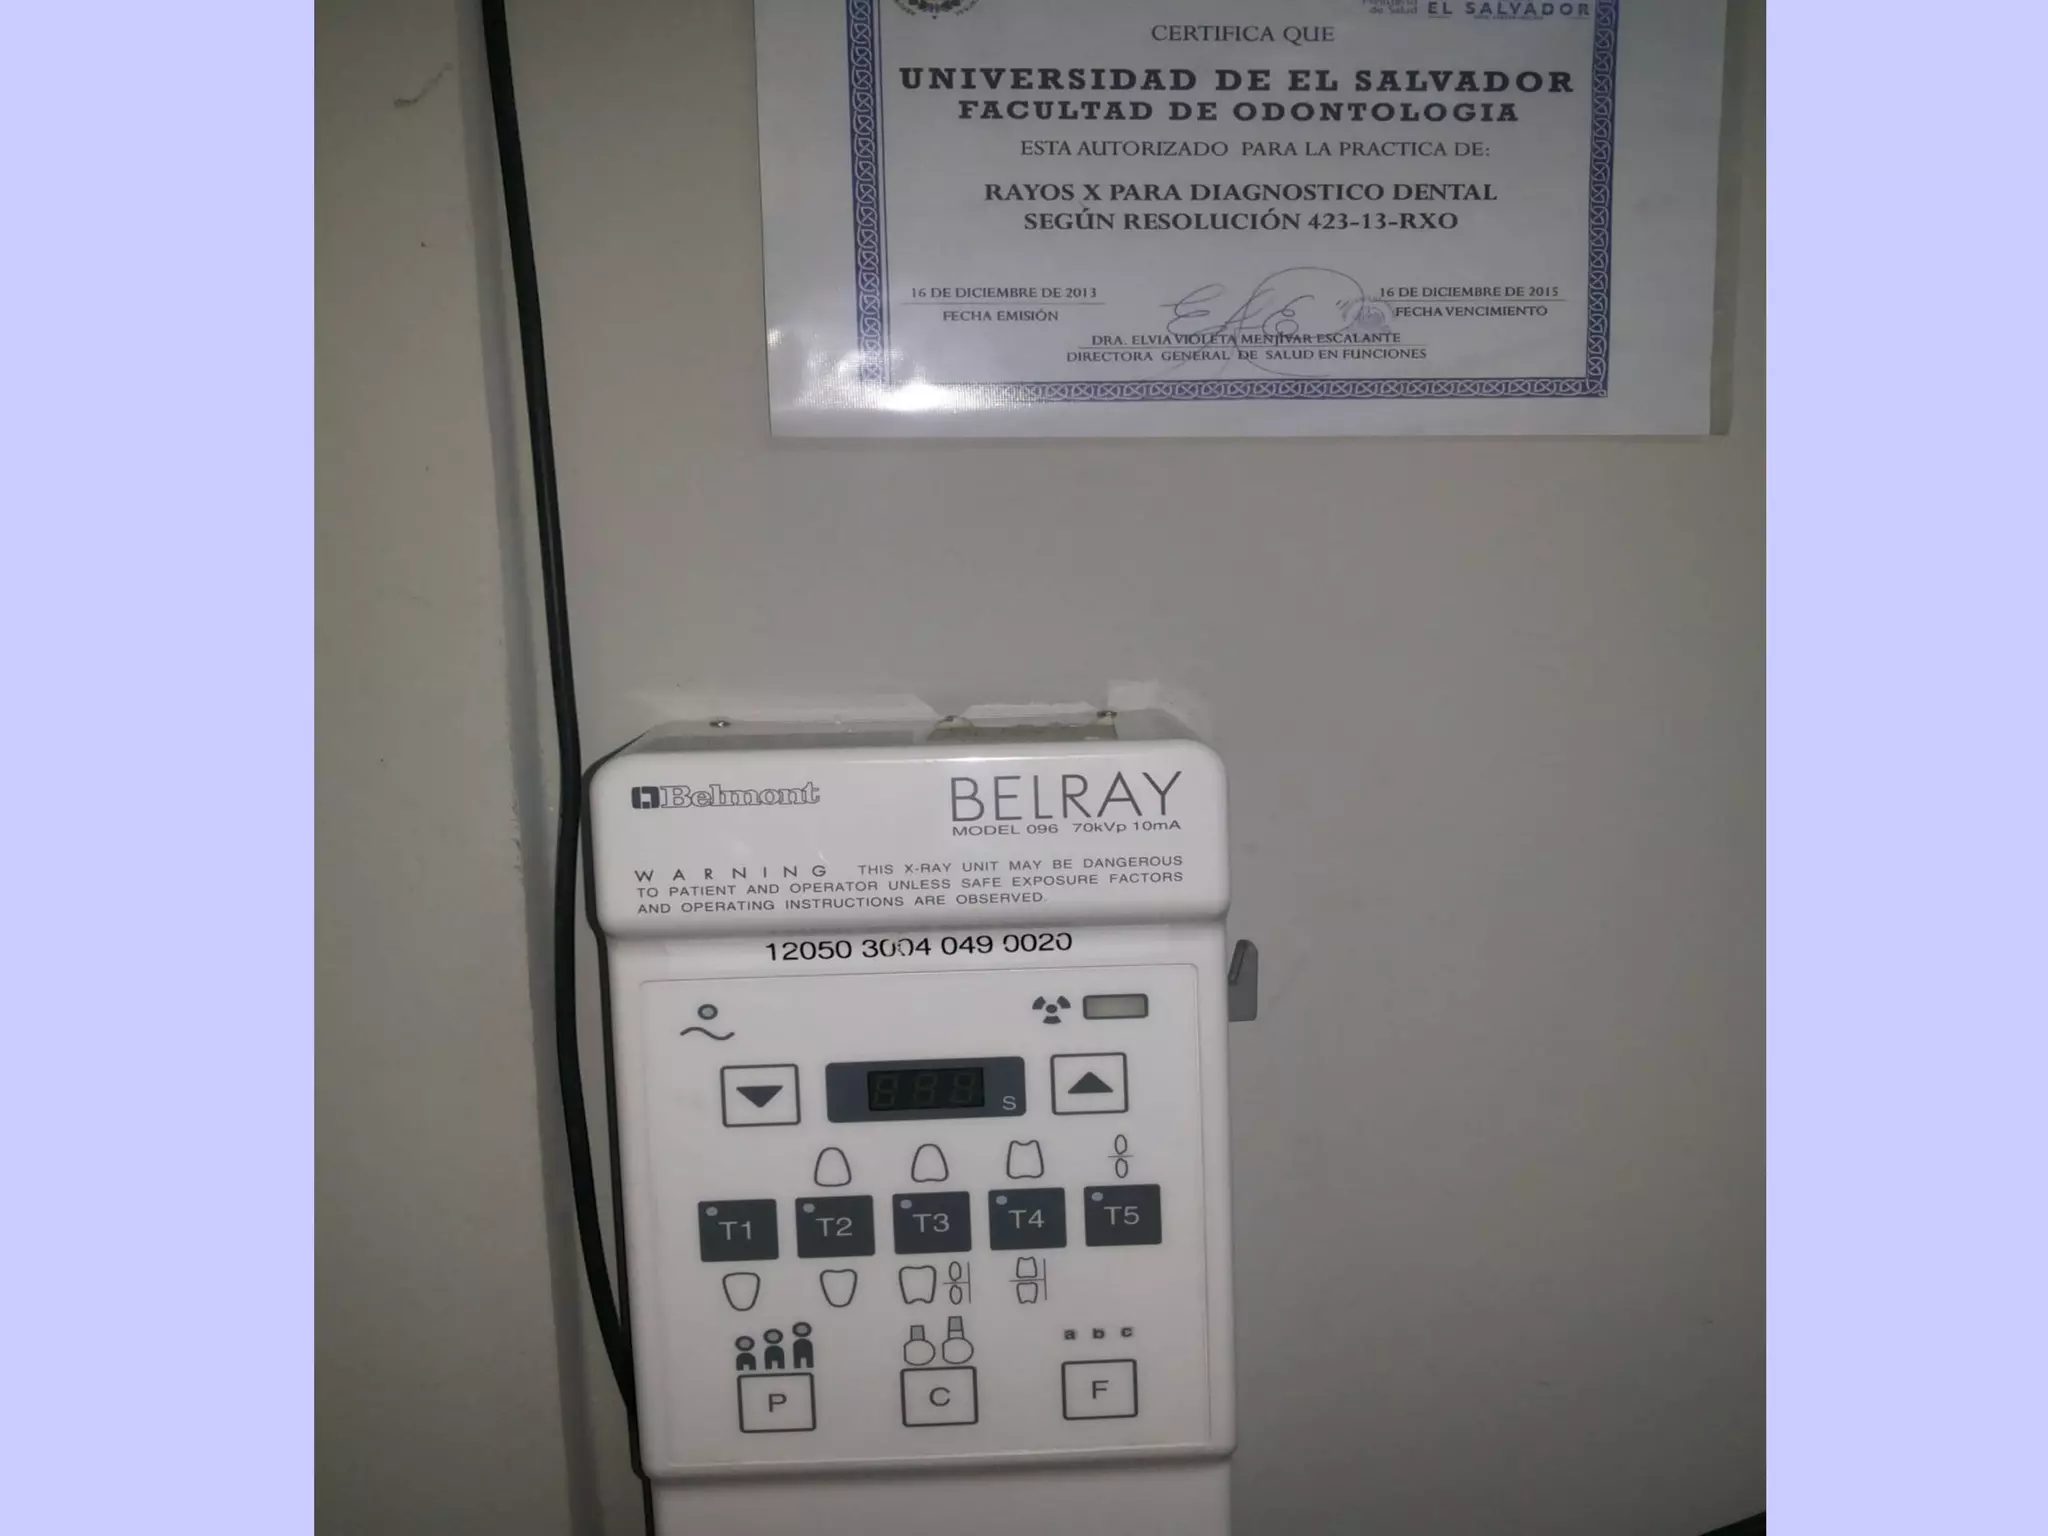 de Salud EL SALVADOR
CERTIFICA QUE
UNIVERSIDAD DE EL SALVADOR
FACULTAD DE ODONTOLOGIA
ESTA AUTORIZADO PARA LA PRACTICA DE:
RAYOS X PARA DIAGNOSTICO DENTAL
SEGÚN RESOLUCIÓN 423-13-RXO
16 DE DICIEMBRE DE 2013 16 DE DICIEMBRE DE 2015
FECHA EMISIÓN FECHA VENCIMIENTO
DRA. ELVIA VIOLETA MENJÍVAR ESCALANTE
DIRECTORA GENERAL DE SALUD EN FUNCIONES
Belmont BELRAY
MODEL 096 70kVp 10mA
WARNING THIS X-RAY UNIT MAY BE DANGEROUS
TO PATIENT AND OPERATOR UNLESS SAFE EXPOSURE FACTORS
AND OPERATING INSTRUCTIONS ARE OBSERVED.
12050 3004 049 0020
S
T1 T2 T3 T4 T5
a b c
P C F